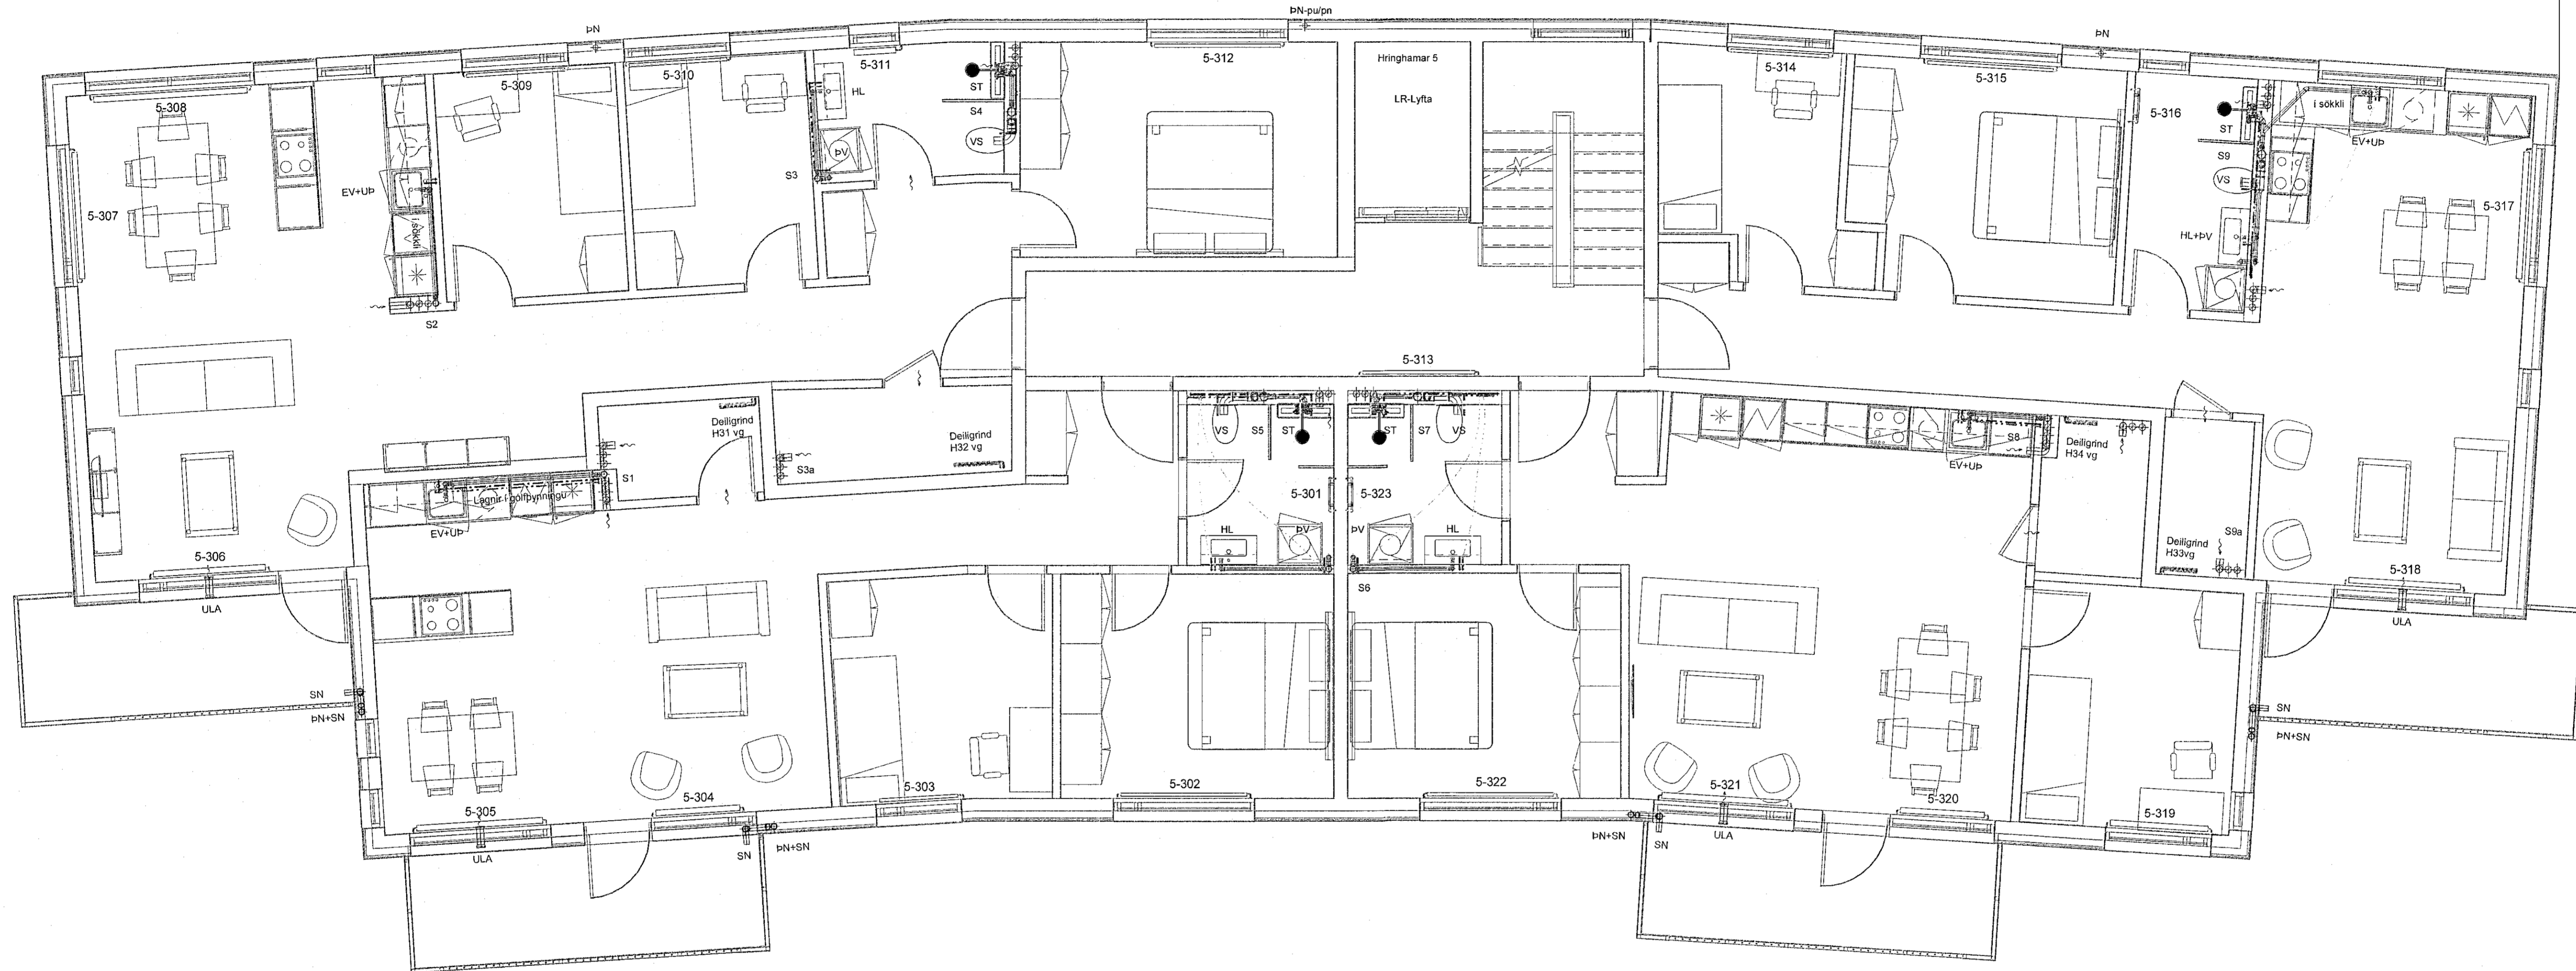 ÞN-pu/pn
ÞN
ÞN
5-308
5-309
5-310
5-311
5-312
Hringhamar 5
LR-Lyfta
5-314
5-315
5-316
5-317
5-307
HL
ST
S4
VS
ÞV
S3
EV+UÞ
í sökkli
S2
ST
S9
VS
HL+ÞV
í sökkli
EV+UÞ
5-313
Deiligrind
H31 vg
Deiligrind
H32 vg
S3a
S1
Lagnir í gólfþynningu
EV+UÞ
VS
S5
ST
ST
S7
VS
5-301
5-323
HL
ÞV
ÞV
HL
S6
S8
EV+UÞ
Deiligrind
H34 vg
Deiligrind
H33vg
S9a
5-306
ULA
5-318
ULA
SN
ÞN+SN
SN
ÞN+SN
5-305
5-304
5-303
5-302
5-322
5-321
5-320
5-319
ULA
SN
ÞN+SN
ÞN+SN
SN
ULA